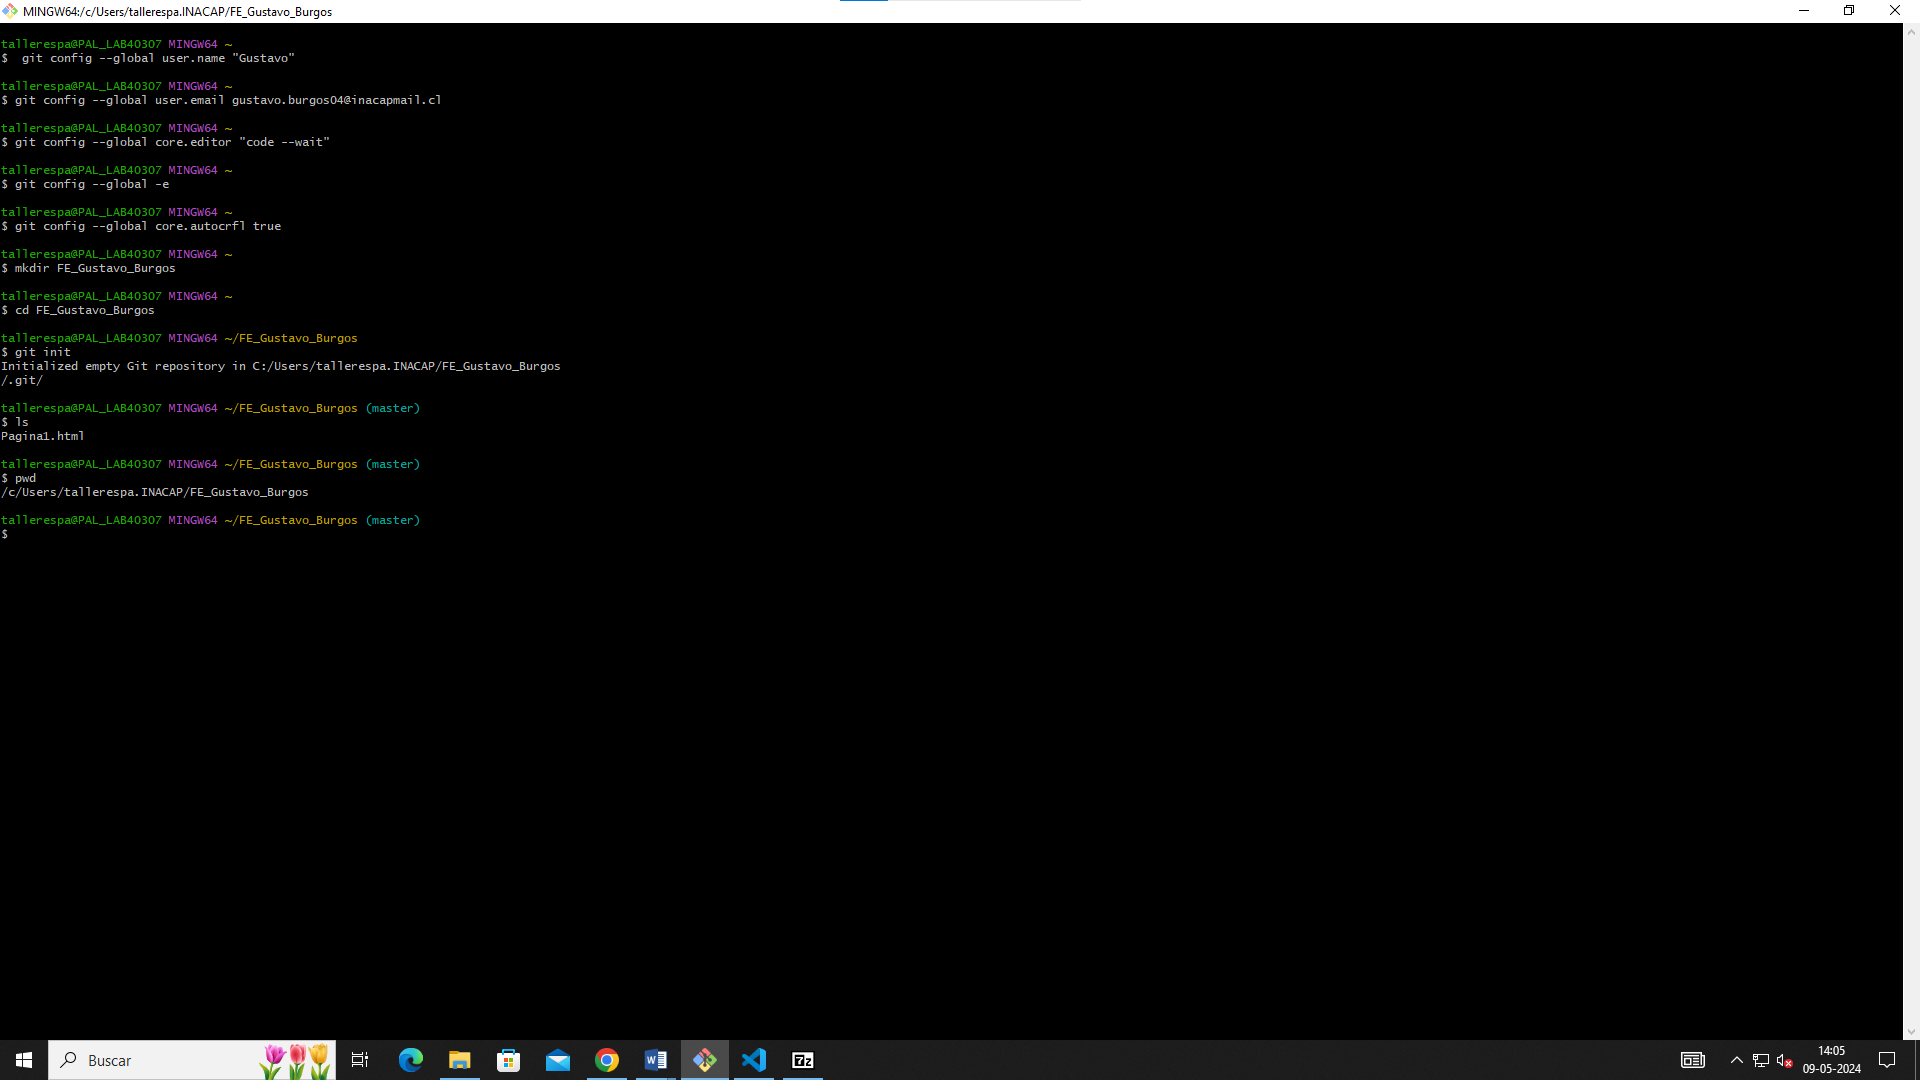 MINGW64:/c/Users/tallerespa.INACAP/FE_Gustavo_Burgos
tallerespa@PAL_LAB40307 MINGW64 ~
$  git config --global user.name "Gustavo"
tallerespa@PAL_LAB40307 MINGW64 ~
$ git config --global user.email gustavo.burgos04@inacapmail.cl
tallerespa@PAL_LAB40307 MINGW64 ~
$ git config --global core.editor "code --wait"
tallerespa@PAL_LAB40307 MINGW64 ~
$ git config --global -e
tallerespa@PAL_LAB40307 MINGW64 ~
$ git config --global core.autocrfl true
tallerespa@PAL_LAB40307 MINGW64 ~
$ mkdir FE_Gustavo_Burgos
tallerespa@PAL_LAB40307 MINGW64 ~
$ cd FE_Gustavo_Burgos
tallerespa@PAL_LAB40307 MINGW64 ~/FE_Gustavo_Burgos
$ git init
Initialized empty Git repository in C:/Users/tallerespa.INACAP/FE_Gustavo_Burgos
/.git/
tallerespa@PAL_LAB40307 MINGW64 ~/FE_Gustavo_Burgos (master)
$ ls
Pagina1.html
tallerespa@PAL_LAB40307 MINGW64 ~/FE_Gustavo_Burgos (master)
$ pwd
/c/Users/tallerespa.INACAP/FE_Gustavo_Burgos
tallerespa@PAL_LAB40307 MINGW64 ~/FE_Gustavo_Burgos (master)
$
Buscar
W
7z
14:05
09-05-2024